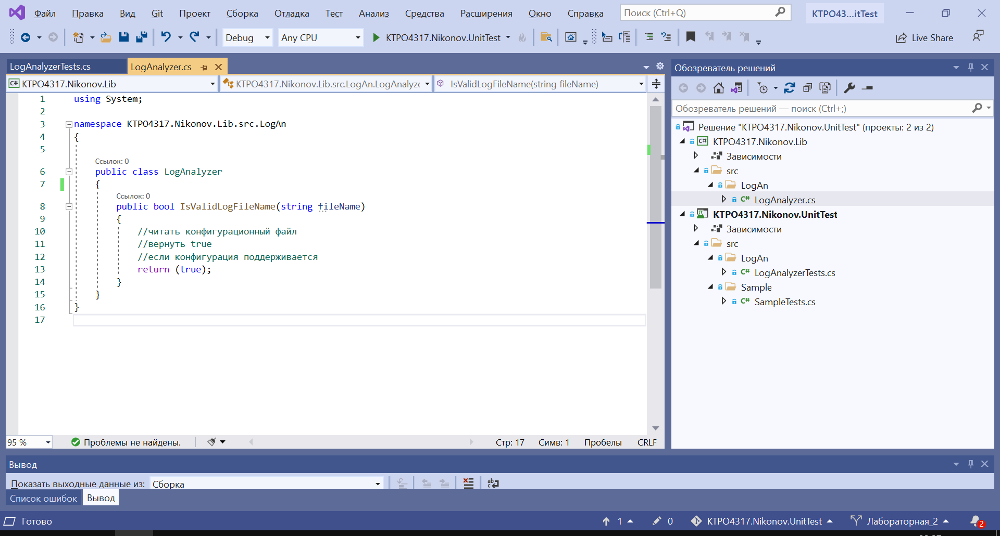 Файл Правка Вид Git Проект Сборка Отладка Тест Анализ Средства Расширения Окно Справка Поиск (Ctrl+Q) КТРО43...itTest
Debug Any CPU KTPO4317.Nikonov.UnitTest Live Share
LogAnalyzerTests.cs LogAnalyzer.cs
KTPO4317.Nikonov.Lib KTPO4317.Nikonov.Lib.src.LogAn.LogAnalyze IsValidLogFileName(string fileName)
1 using System;
2
3 namespace KTPO4317.Nikonov.Lib.src.LogAn
4 {
5
Ссылок: 0
6 public class LogAnalyzer
7 {
Ссылок: 0
8 public bool IsValidLogFileName(string fileName)
9 {
10 //читать конфигурационный файл
11 //вернуть true
12 //если конфигурация поддерживается
13 return (true);
14 }
15 }
16 }
17
95 % Проблемы не найдены. Стр: 17 Симв: 1 Пробелы CRLF
Обозреватель решений
Обозреватель решений — поиск (Ctrl+;)
Решение "KTPO4317.Nikonov.UnitTest" (проекты: 2 из 2)
C# KTPO4317.Nikonov.Lib
Зависимости
src
LogAn
C# LogAnalyzer.cs
KTPO4317.Nikonov.UnitTest
Зависимости
src
LogAn
C# LogAnalyzerTests.cs
Sample
C# SampleTests.cs
Вывод
Показать выходные данные из: Сборка
Список ошибок Вывод
Готово 1 0 KTPO4317.Nikonov.UnitTest Лабораторная_2 2